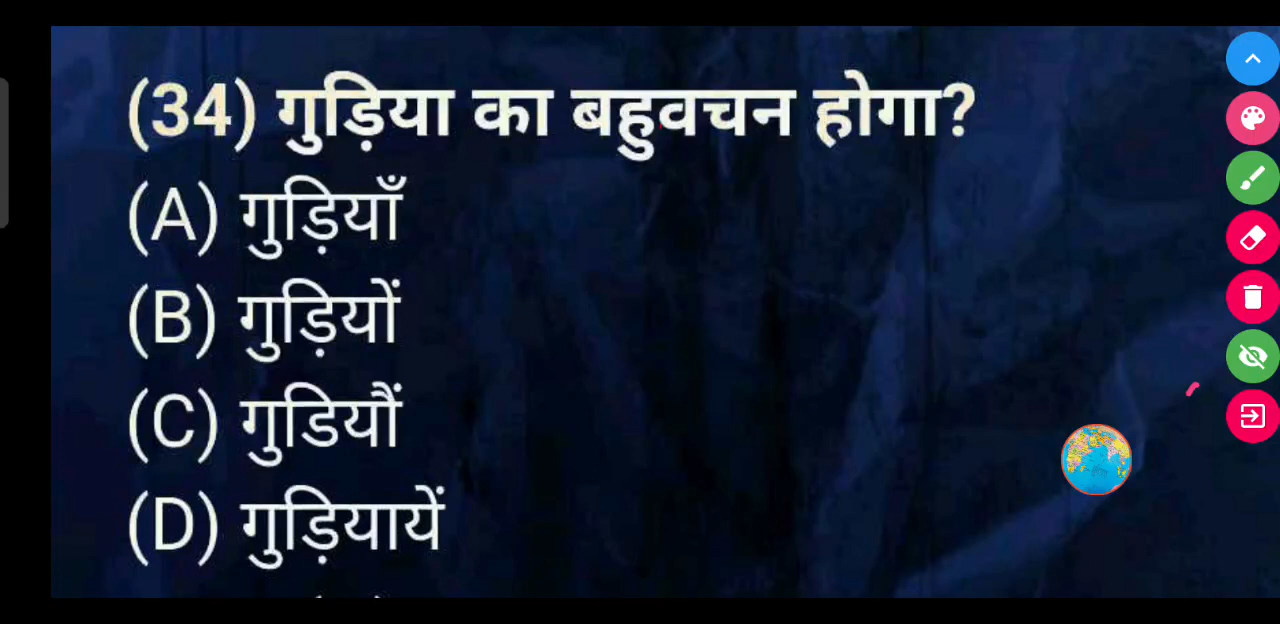 (34) गुड़िया का बहुवचन होगा?
(A) गुड़ियाँ
(B) गुड़ियों
(C) गुडियौं
(D) गुड़ियायें